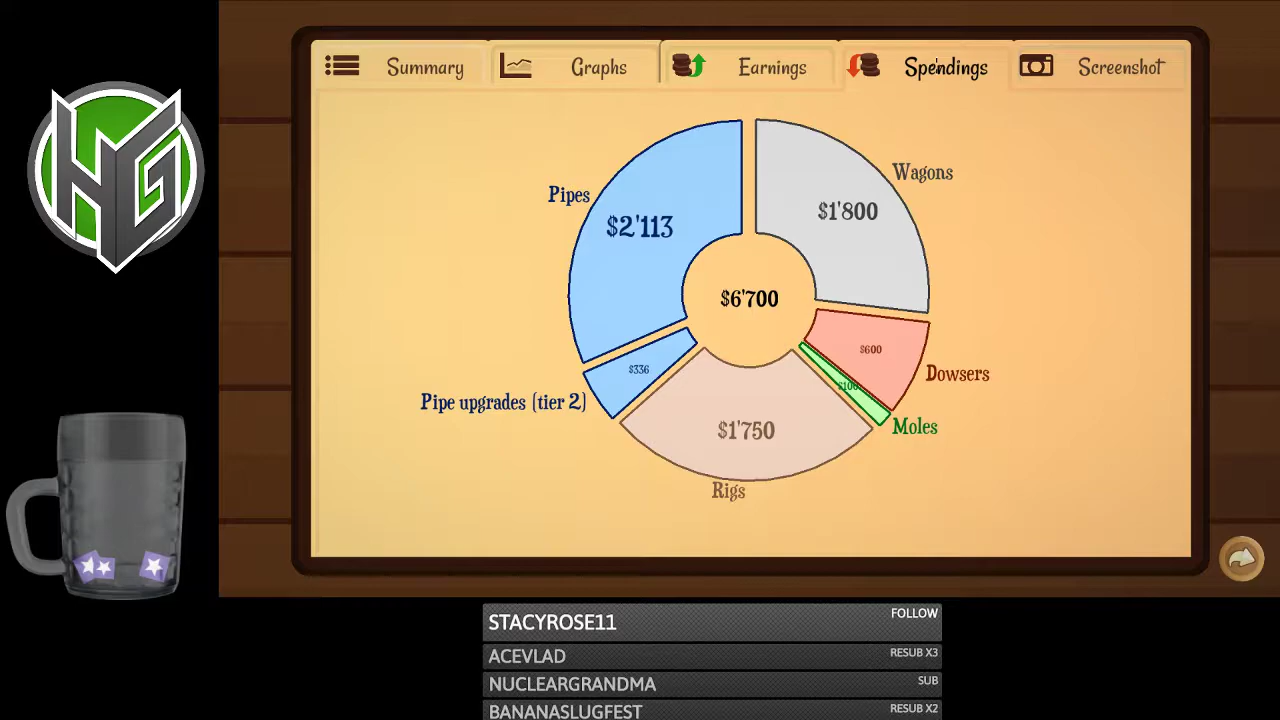 HG
Summary
Graphs
Earnings
Spendings
Screenshot
Pipes
$2'113
Wagons
$1'800
$6'700
$600
Dowsers
$100
Moles
$336
Pipe upgrades (tier 2)
$1'750
Rigs
STACYROSE11 FOLLOW
ACEVLAD RESUB X3
NUCLEARGRANDMA SUB
BANANASLUGFEST RESUB X2